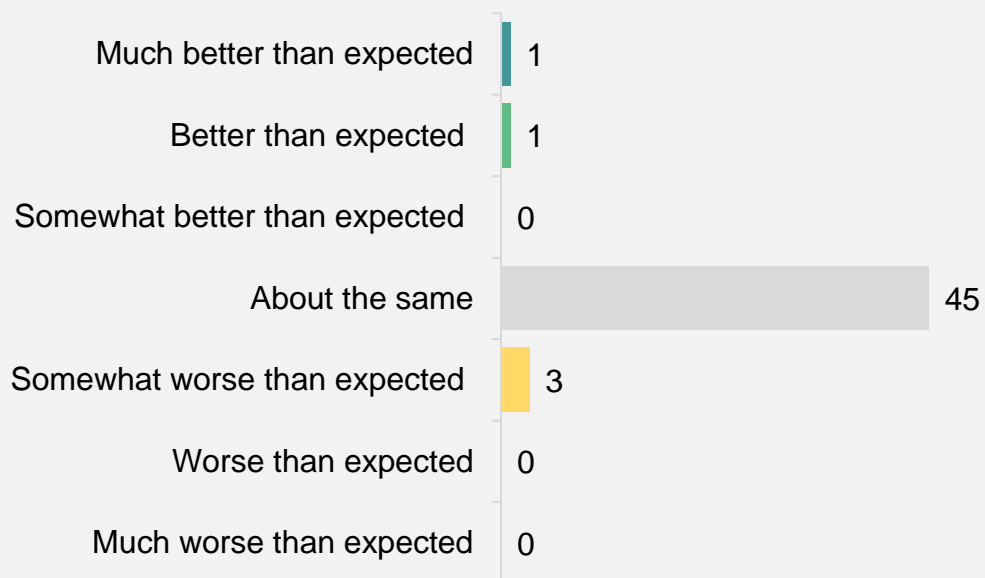 Much better than expected 1
Better than expected 1
Somewhat better than expected 0
About the same 45
Somewhat worse than expected 3
Worse than expected 0
Much worse than expected 0